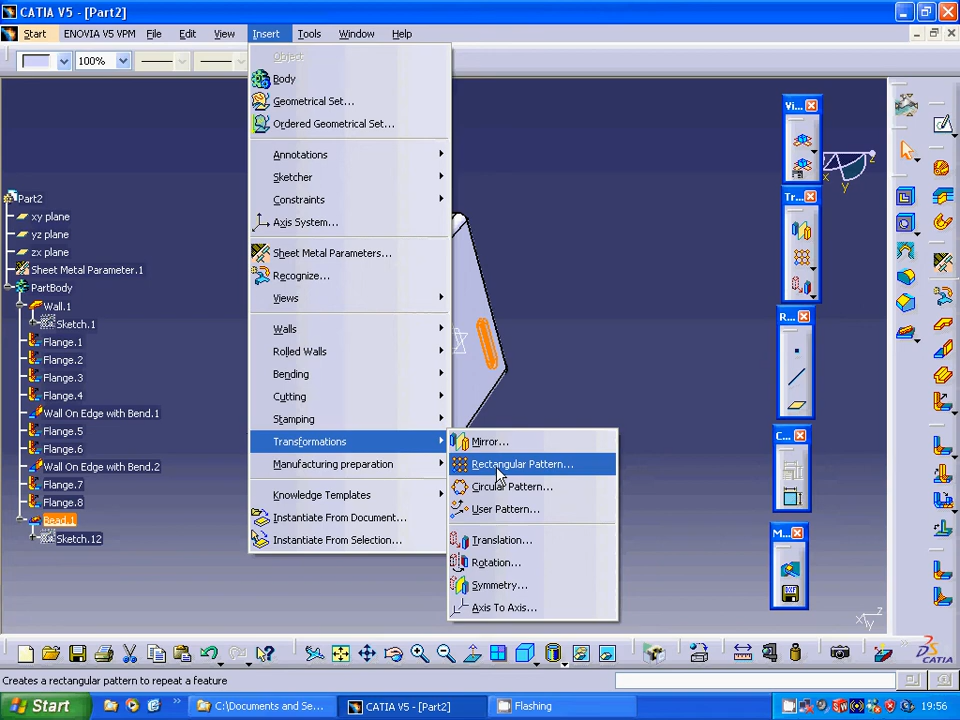 CATIA V5 - [Part2]
Start ENOVIA V5 VPM File Edit View Insert Tools Window Help
100%
Object
Body
Geometrical Set...
Ordered Geometrical Set...
Annotations
Sketcher
Constraints
Axis System...
Sheet Metal Parameters...
Recognize...
Views
Walls
Rolled Walls
Bending
Cutting
Stamping
Transformations
Manufacturing preparation
Knowledge Templates
Instantiate From Document...
Instantiate From Selection...
Mirror...
Rectangular Pattern...
Circular Pattern...
User Pattern...
Translation...
Rotation...
Symmetry...
Axis To Axis...
Part2
xy plane
yz plane
zx plane
Sheet Metal Parameter.1
PartBody
Wall.1
Sketch.1
Flange.1
Flange.2
Flange.3
Flange.4
Wall On Edge with Bend.1
Flange.5
Flange.6
Wall On Edge with Bend.2
Flange.7
Flange.8
Bead.1
Sketch.12
Vi...
Tr...
R...
C...
M...
DXF
x
y
z
z
y
CATIA
Creates a rectangular pattern to repeat a feature
Start C:\Documents and Se... CATIA V5 - [Part2] Flashing 19:56